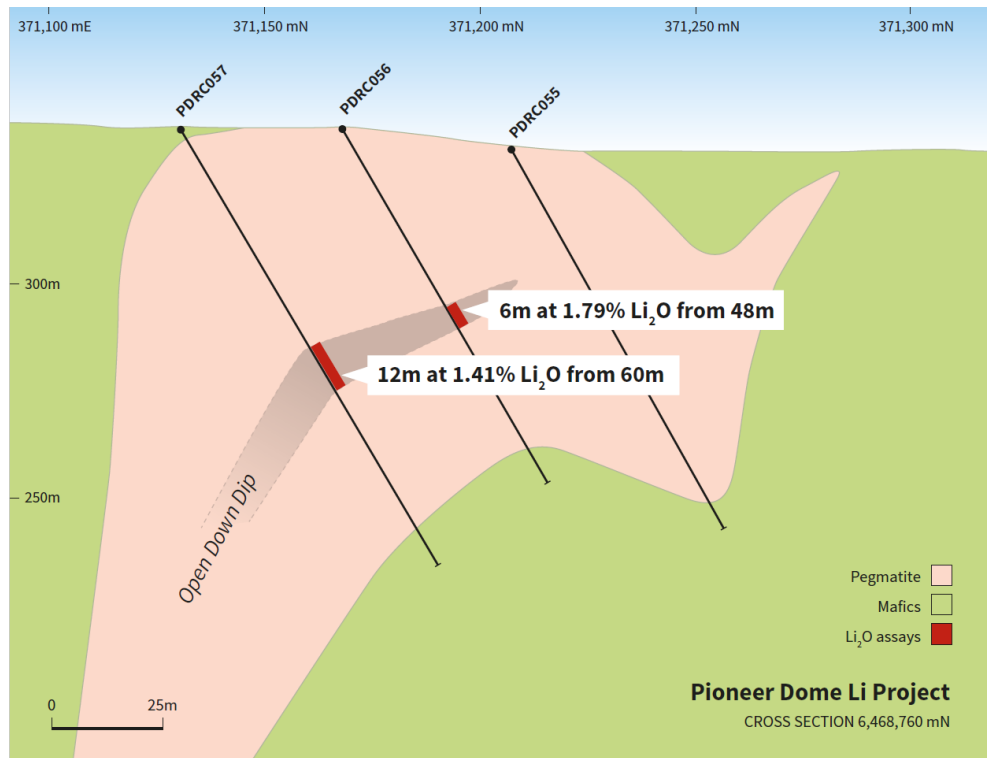 371,100 mE
371,150 mN
371,200 mN
371,250 mN
371,300 mN
PDRC057
PDRC056
PDRC055
300m
6m at 1.79% Li₂O from 48m
12m at 1.41% Li₂O from 60m
250m
Open Down Dip
Pegmatite
Mafics
Li₂O assays
0 25m
Pioneer Dome Li Project
CROSS SECTION 6,468,760 mN